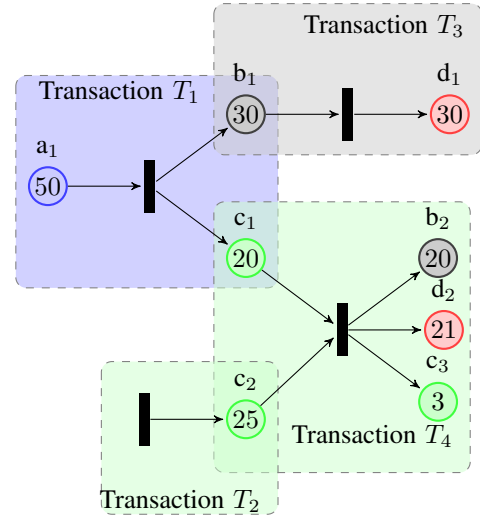 Transaction T3
b1
d1
Transaction T1
30
30
a1
50
c1
b2
20
20
d2
21
c3
c2
3
25
Transaction T4
Transaction T2